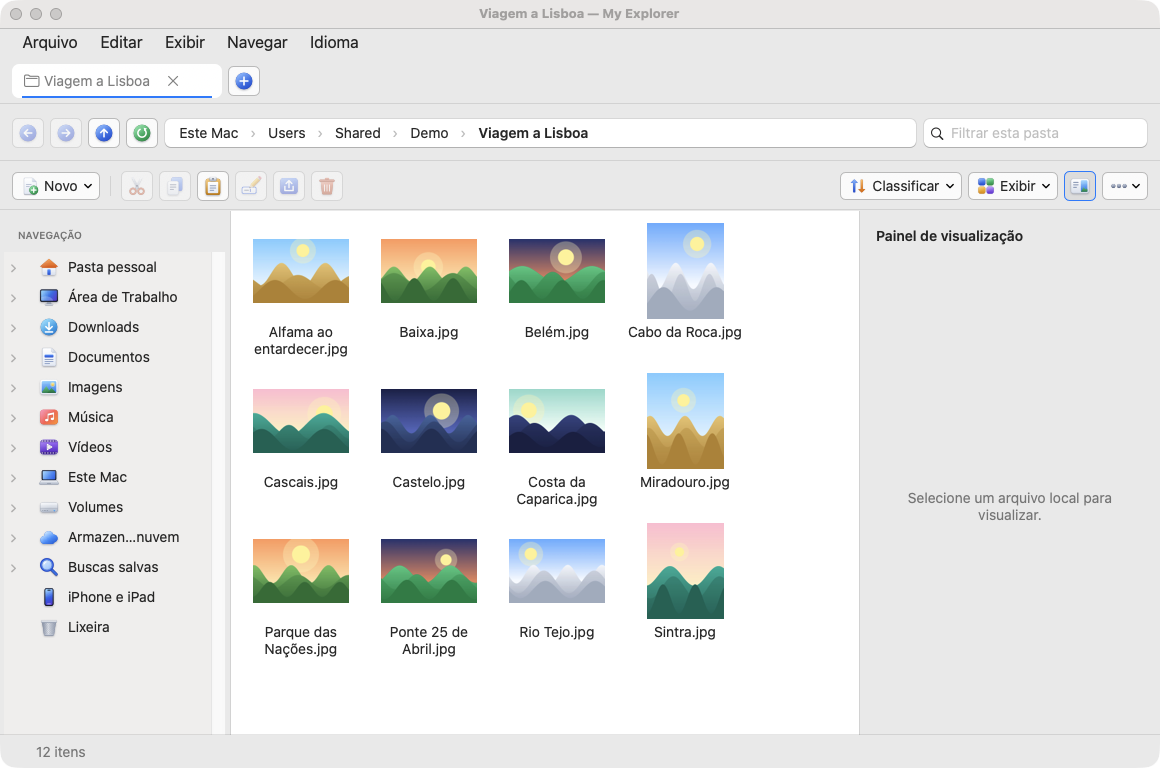 Viagem a Lisboa — My Explorer
Arquivo Editar Exibir Navegar Idioma
Viagem a Lisboa
Este Mac › Users › Shared › Demo › Viagem a Lisboa
Filtrar esta pasta
Novo
Classificar
Exibir
NAVEGAÇÃO
Pasta pessoal
Área de Trabalho
Downloads
Documentos
Imagens
Música
Vídeos
Este Mac
Volumes
Armazen...nuvem
Buscas salvas
iPhone e iPad
Lixeira
Alfama ao
entardecer.jpg
Baixa.jpg
Belém.jpg
Cabo da Roca.jpg
Cascais.jpg
Castelo.jpg
Costa da
Caparica.jpg
Miradouro.jpg
Parque das
Nações.jpg
Ponte 25 de
Abril.jpg
Rio Tejo.jpg
Sintra.jpg
Painel de visualização
Selecione um arquivo local para
visualizar.
12 itens